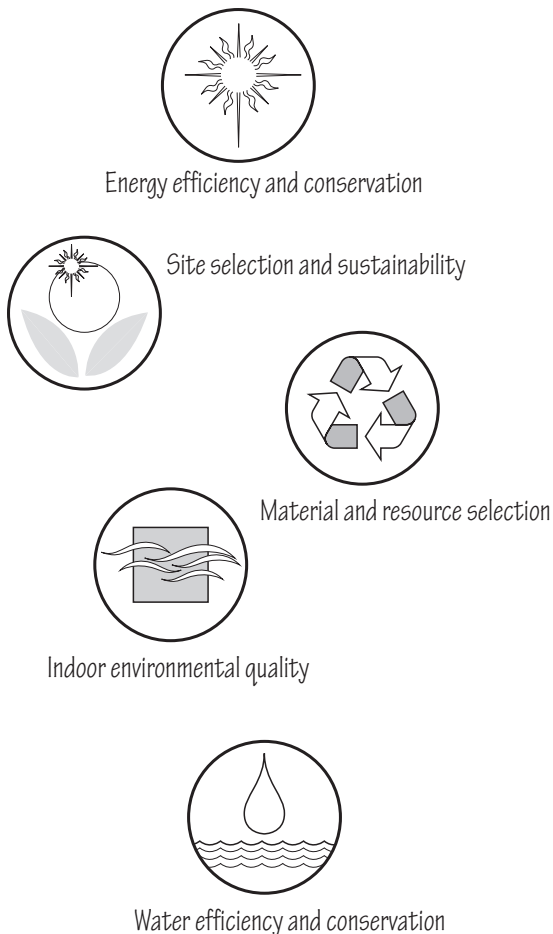 Energy efficiency and conservation
Site selection and sustainability
Material and resource selection
Indoor environmental quality
Water efficiency and conservation